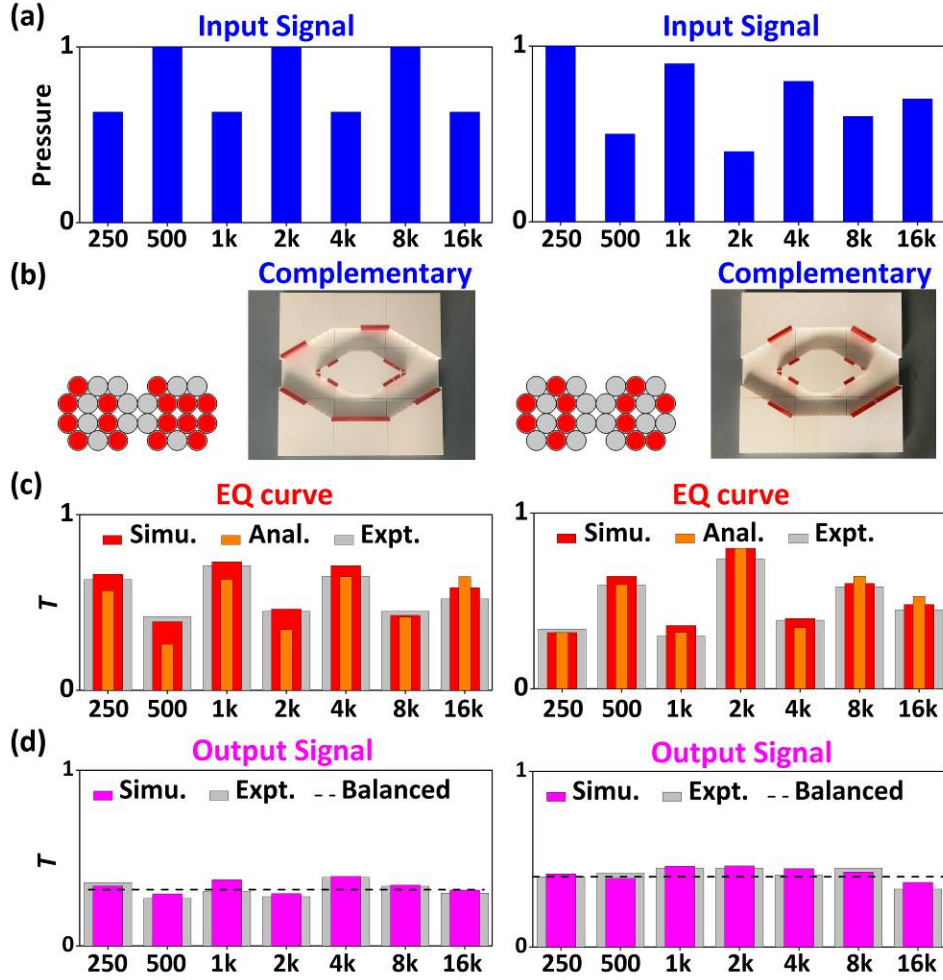 (a)
Input Signal
1
Pressure
0
250 500 1k 2k 4k 8k 16k
Input Signal
1
0
250 500 1k 2k 4k 8k 16k
(b)
Complementary
Complementary
(c)
EQ curve
1
Simu. Anal. Expt.
T
0
250 500 1k 2k 4k 8k 16k
EQ curve
1
Simu. Anal. Expt.
0
250 500 1k 2k 4k 8k 16k
(d)
Output Signal
1
Simu. Expt. Balanced
T
0
250 500 1k 2k 4k 8k 16k
Output Signal
1
Simu. Expt. Balanced
0
250 500 1k 2k 4k 8k 16k